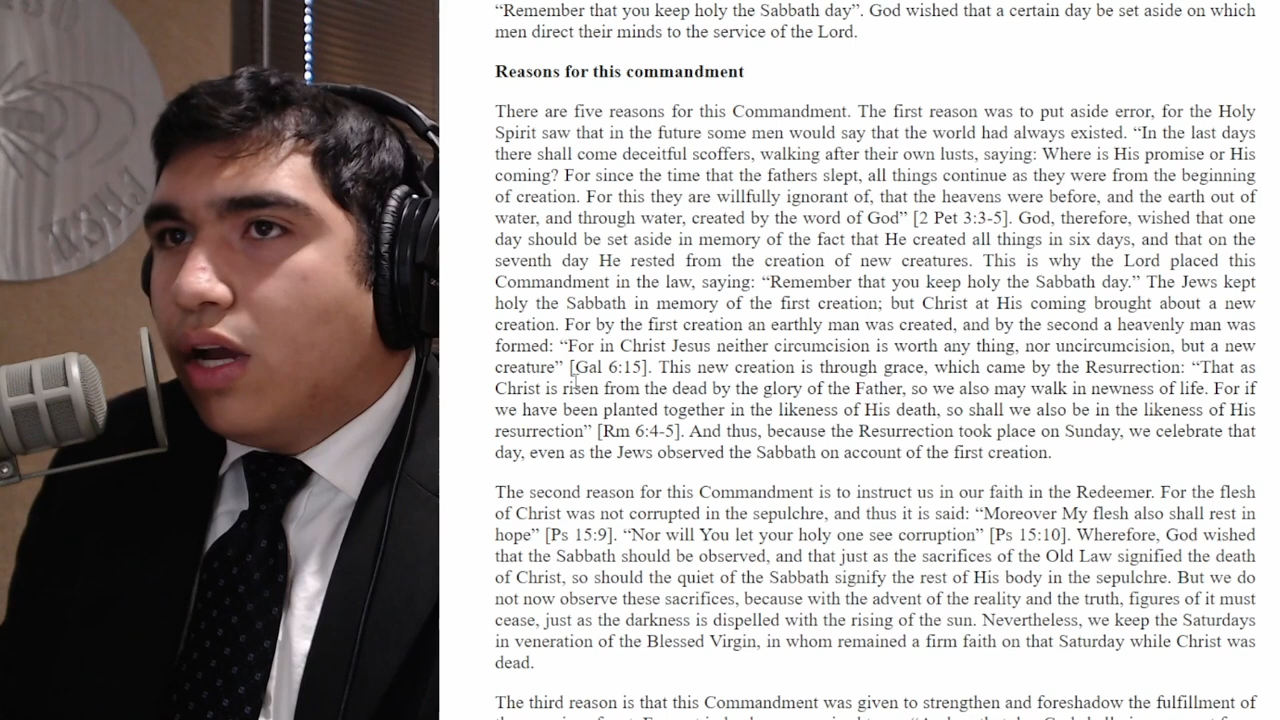 “Remember that you keep holy the Sabbath day”. God wished that a certain day be set aside on which
men direct their minds to the service of the Lord.
Reasons for this commandment
There are five reasons for this Commandment. The first reason was to put aside error, for the Holy
Spirit saw that in the future some men would say that the world had always existed. “In the last days
there shall come deceitful scoffers, walking after their own lusts, saying: Where is His promise or His
coming? For since the time that the fathers slept, all things continue as they were from the beginning
of creation. For this they are willfully ignorant of, that the heavens were before, and the earth out of
water, and through water, created by the word of God” [2 Pet 3:3-5]. God, therefore, wished that one
day should be set aside in memory of the fact that He created all things in six days, and that on the
seventh day He rested from the creation of new creatures. This is why the Lord placed this
Commandment in the law, saying: “Remember that you keep holy the Sabbath day.” The Jews kept
holy the Sabbath in memory of the first creation; but Christ at His coming brought about a new
creation. For by the first creation an earthly man was created, and by the second a heavenly man was
formed: “For in Christ Jesus neither circumcision is worth any thing, nor uncircumcision, but a new
creature” [Gal 6:15]. This new creation is through grace, which came by the Resurrection: “That as
Christ is risen from the dead by the glory of the Father, so we also may walk in newness of life. For if
we have been planted together in the likeness of His death, so shall we also be in the likeness of His
resurrection” [Rm 6:4-5]. And thus, because the Resurrection took place on Sunday, we celebrate that
day, even as the Jews observed the Sabbath on account of the first creation.
The second reason for this Commandment is to instruct us in our faith in the Redeemer. For the flesh
of Christ was not corrupted in the sepulchre, and thus it is said: “Moreover My flesh also shall rest in
hope” [Ps 15:9]. “Nor will You let your holy one see corruption” [Ps 15:10]. Wherefore, God wished
that the Sabbath should be observed, and that just as the sacrifices of the Old Law signified the death
of Christ, so should the quiet of the Sabbath signify the rest of His body in the sepulchre. But we do
not now observe these sacrifices, because with the advent of the reality and the truth, figures of it must
cease, just as the darkness is dispelled with the rising of the sun. Nevertheless, we keep the Saturdays
in veneration of the Blessed Virgin, in whom remained a firm faith on that Saturday while Christ was
dead.
The third reason is that this Commandment was given to strengthen and foreshadow the fulfillment of